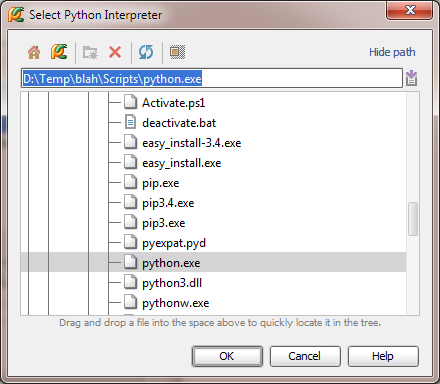 Select Python Interpreter
Hide path
D:\Temp\blah\Scripts\python.exe
Activate.ps1
deactivate.bat
easy_install-3.4.exe
easy_install.exe
pip.exe
pip3.4.exe
pip3.exe
pyexpat.pyd
python.exe
python3.dll
pythonw.exe
Drag and drop a file into the space above to quickly locate it in the tree.
OK Cancel Help